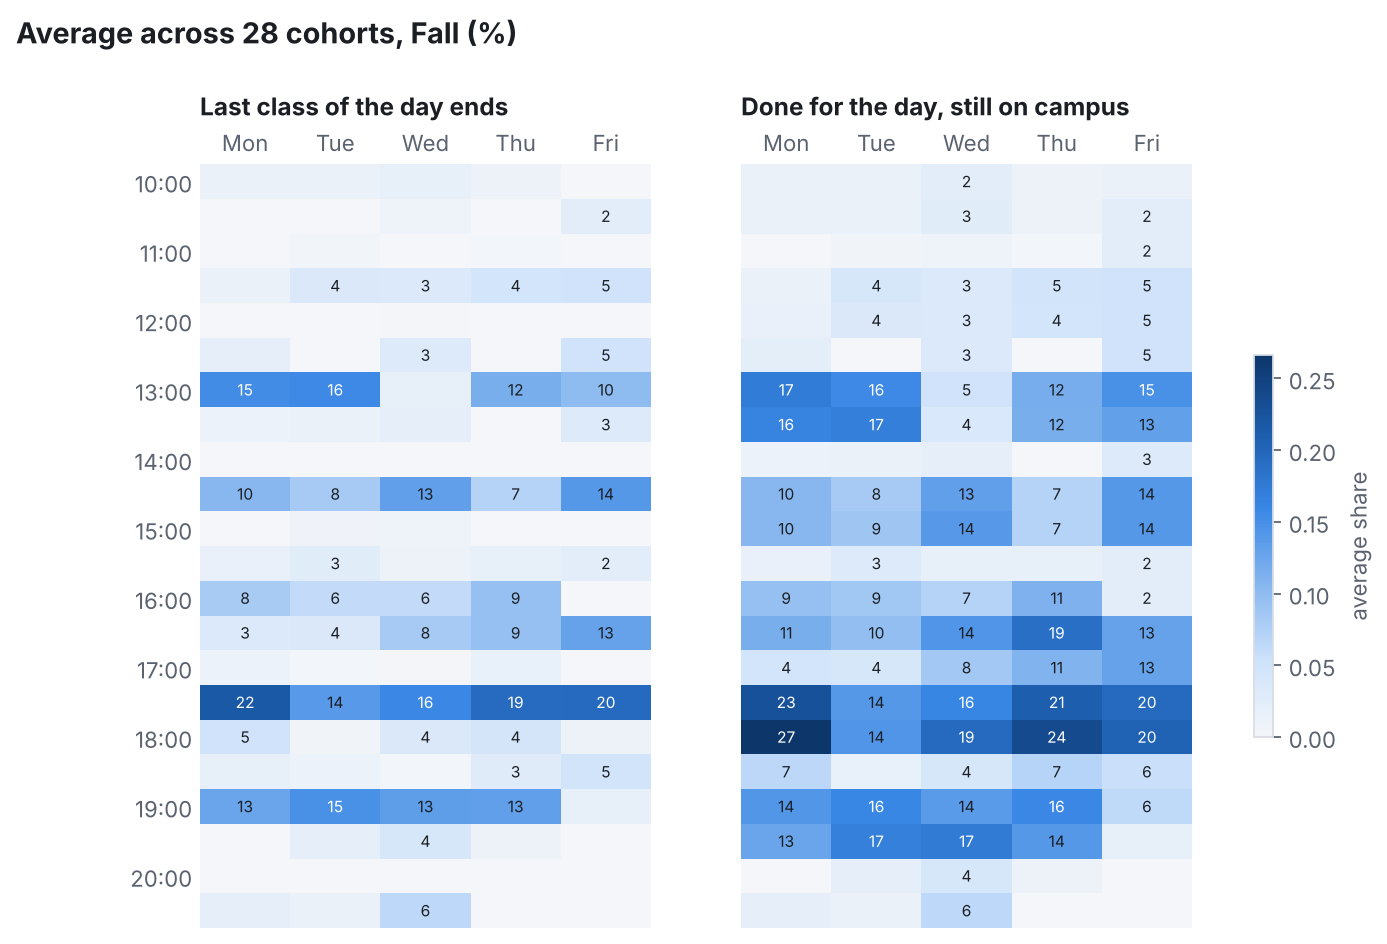 Average across 28 cohorts, Fall (%)
Last class of the day ends
Done for the day, still on campus
Mon Tue Wed Thu Fri
Mon Tue Wed Thu Fri
10:00 2
2 3 2
11:00 2
4 3 4 5 4 3 5 5
12:00 4 3 4 5
3 5 3 5
13:00 15 16 12 10 17 16 5 12 15
3 16 17 4 12 13
14:00 3
10 8 13 7 14 10 8 13 7 14
15:00 10 9 14 7 14
3 2 3 2
16:00 8 6 6 9 9 9 7 11 2
3 4 8 9 13 11 10 14 19 13
17:00 4 4 8 11 13
22 14 16 19 20 23 14 16 21 20
18:00 5 4 4 27 14 19 24 20
3 5 7 4 7 6
19:00 13 15 13 13 14 16 14 16 6
4 13 17 17 14
20:00 4
6 6
0.25
0.20
0.15
0.10
0.05
0.00
average share